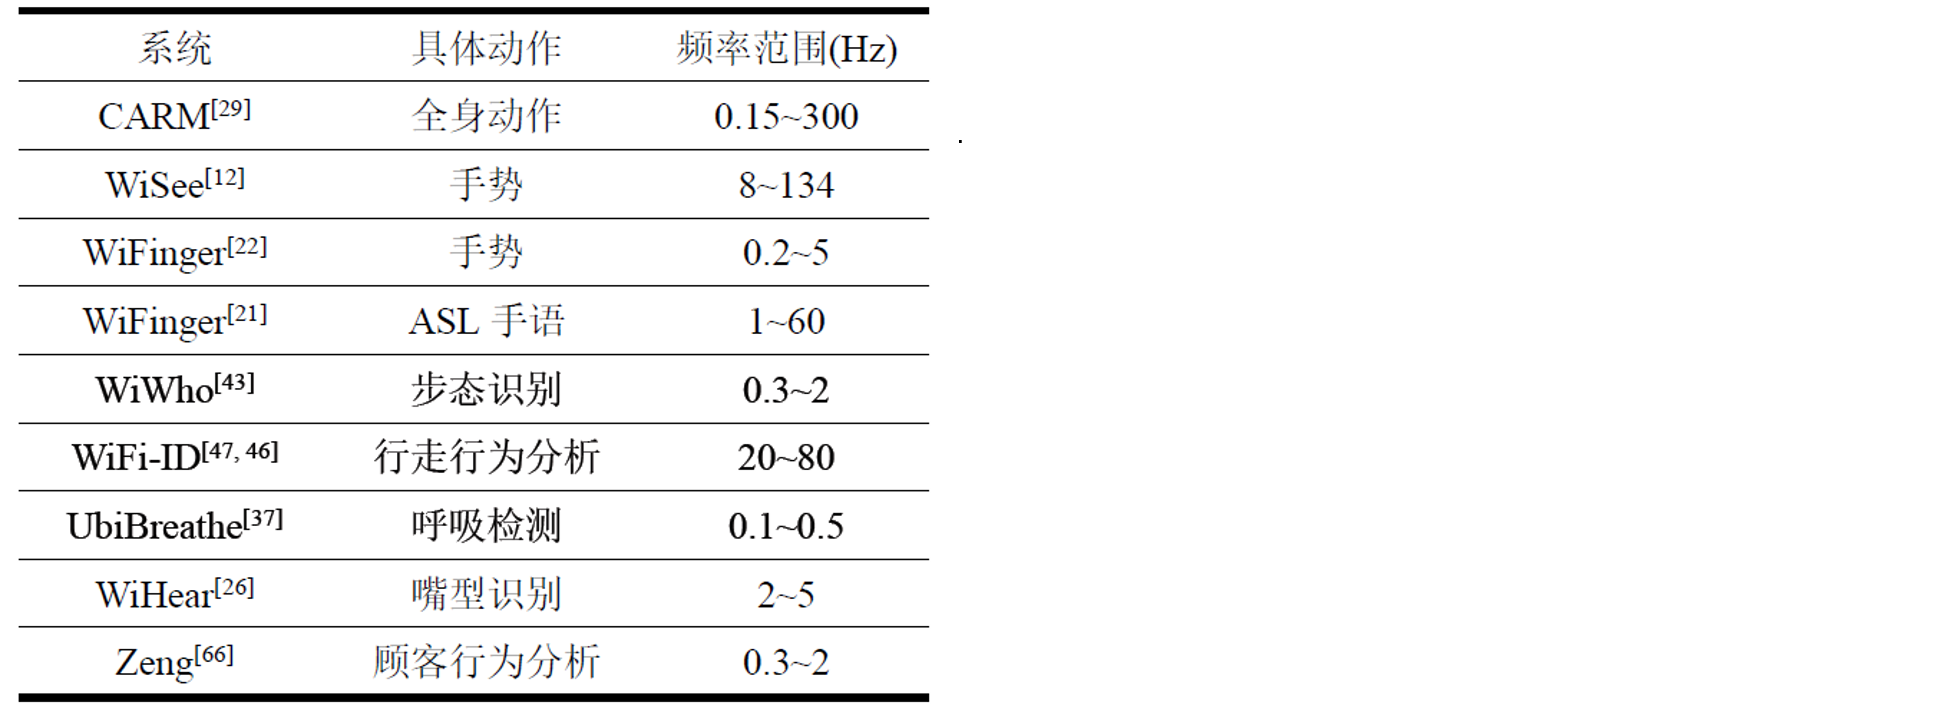 系统 具体动作 频率范围(Hz)
CARM[29] 全身动作 0.15~300
WiSee[12] 手势 8~134
WiFinger[22] 手势 0.2~5
WiFinger[21] ASL 手语 1~60
WiWho[43] 步态识别 0.3~2
WiFi-ID[47, 46] 行走行为分析 20~80
UbiBreathe[37] 呼吸检测 0.1~0.5
WiHear[26] 嘴型识别 2~5
Zeng[66] 顾客行为分析 0.3~2